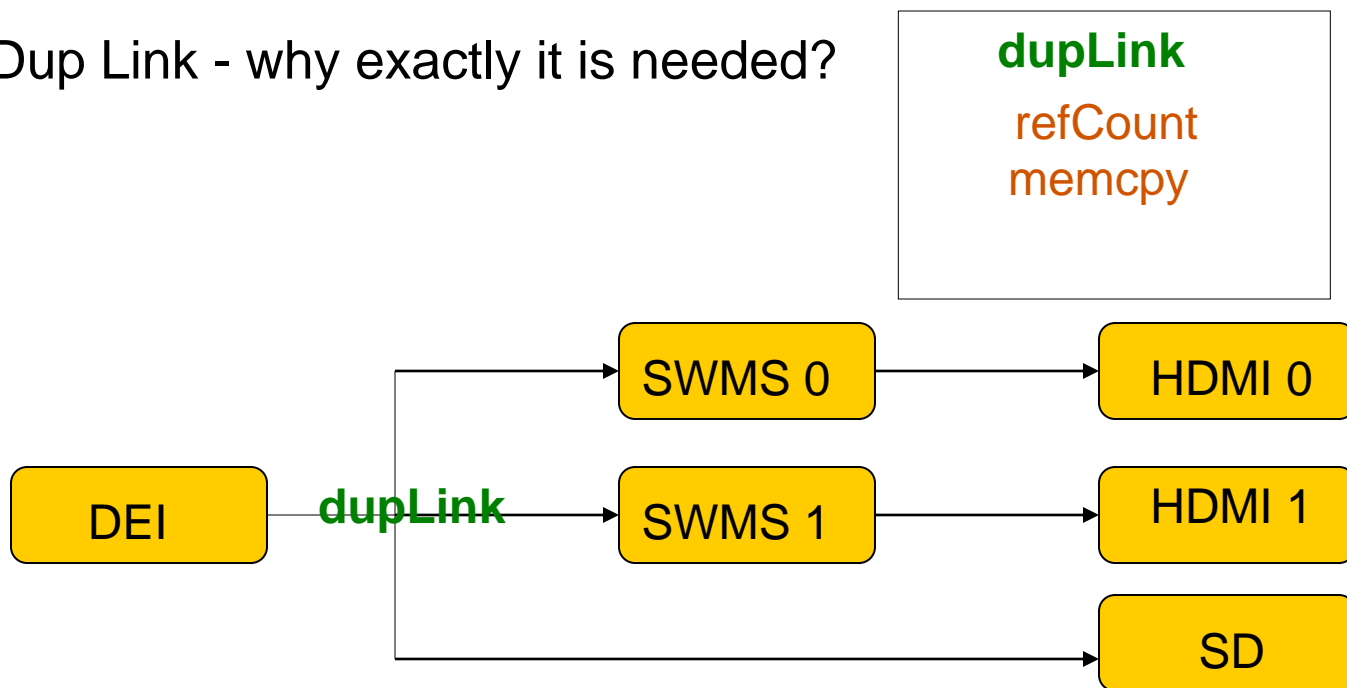 Dup Link - why exactly it is needed?
dupLink
refCount
memcpy
SWMS 0
HDMI 0
DEI
dupLink
SWMS 1
HDMI 1
SD